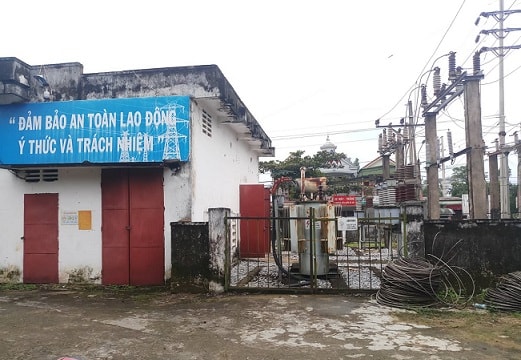 “ ĐẢM BẢO AN TOÀN LAO ĐỘNG
Ý THỨC VÀ TRÁCH NHIỆM ”